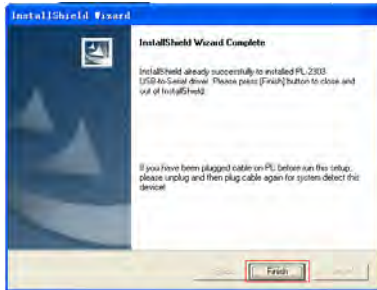 InstallShield Wizard
InstallShield Wizard Complete
InstallShield already successfully to installed PL-2303
USB-to-Serial driver. Please press [Finish] button to close and
out of InstallShield.
If you have been plugged cable on PC before run this setup,
please unplug and then plug cable again for system detect this
device!
Finish